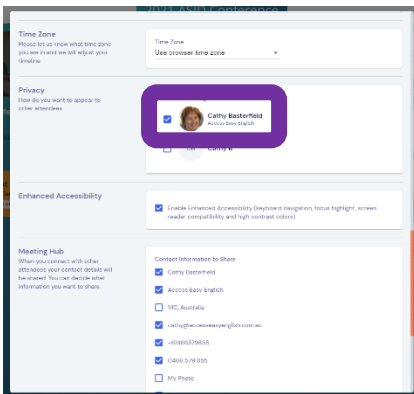 2021 ASID Conference
Time Zone
Please let us know what time zone
you are in and we will adjust your
timeline
Time Zone
Use browser time zone
Privacy
How do you want to appear to
other attendees
Cathy Basterfield
Access Easy English
Cathy B
Enhanced Accessibility
Enable Enhanced Accessibility (keyboard navigation, focus highlight, screen
reader compatibility and high contrast colors)
Meeting Hub
When you connect with other
attendees your contact details will
be shared. You can decide what
information you want to share.
Contact Information to Share
Cathy Basterfield
Access Easy English
VIC, Australia
cathy@accesseasyenglish.com.au
+61466579855
0466 579 855
My Photo